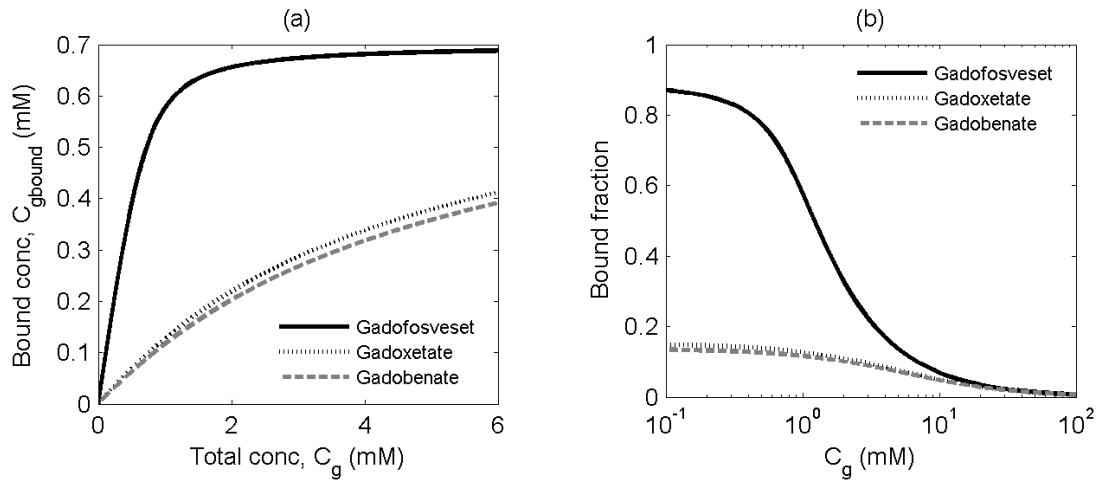 (a)
0.7
0.6
0.5
0.4
0.3
0.2
0.1
0
0 2 4 6
Bound conc, C_gbound (mM)
Total conc, C_g (mM)
Gadofosveset
Gadoxetate
Gadobenate
(b)
1
0.8
0.6
0.4
0.2
0
10^-1 10^0 10^1 10^2
Bound fraction
C_g (mM)
Gadofosveset
Gadoxetate
Gadobenate